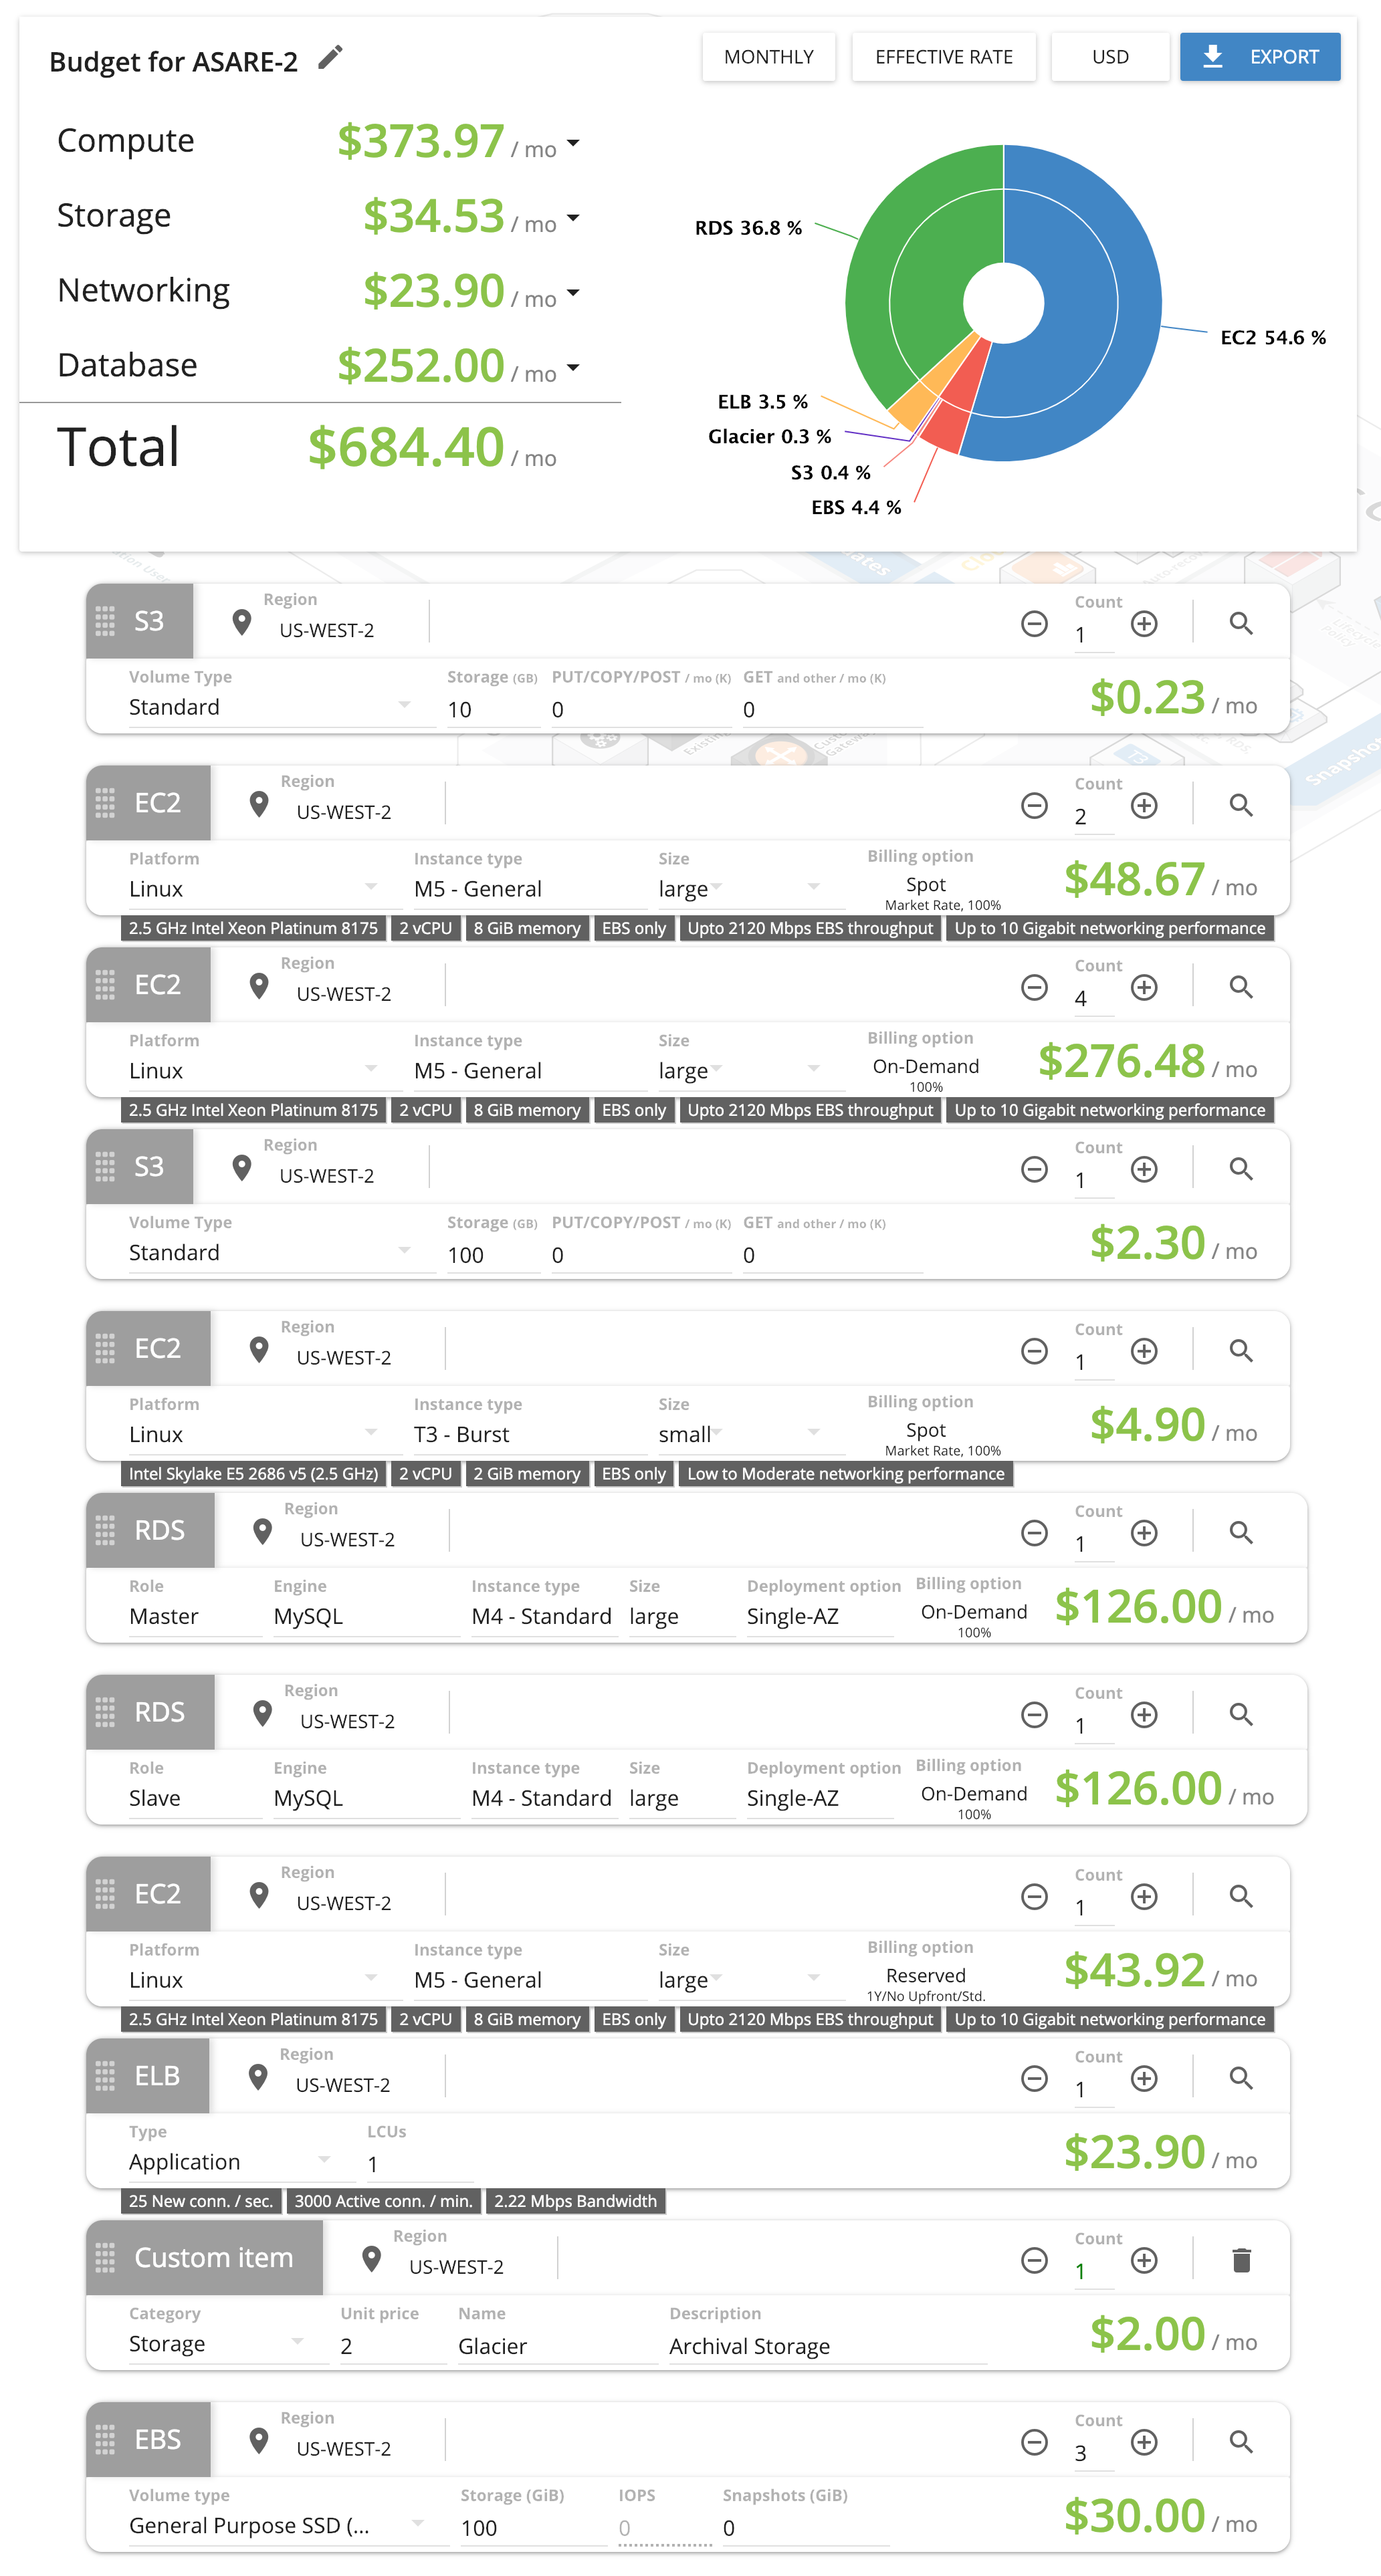 Budget for ASARE-2
MONTHLY
EFFECTIVE RATE
USD
EXPORT
Compute $373.97 / mo
Storage $34.53 / mo
Networking $23.90 / mo
Database $252.00 / mo
Total $684.40 / mo
RDS 36.8 %
EC2 54.6 %
ELB 3.5 %
Glacier 0.3 %
S3 0.4 %
EBS 4.4 %
S3 Region US-WEST-2 Count 1
Volume Type Storage (GB) PUT/COPY/POST / mo (K) GET and other / mo (K)
Standard 10 0 0 $0.23 / mo
EC2 Region US-WEST-2 Count 2
Platform Instance type Size Billing option
Linux M5 - General large Spot $48.67 / mo
Market Rate, 100%
2.5 GHz Intel Xeon Platinum 8175 2 vCPU 8 GiB memory EBS only Upto 2120 Mbps EBS throughput Up to 10 Gigabit networking performance
EC2 Region US-WEST-2 Count 4
Platform Instance type Size Billing option
Linux M5 - General large On-Demand $276.48 / mo
100%
2.5 GHz Intel Xeon Platinum 8175 2 vCPU 8 GiB memory EBS only Upto 2120 Mbps EBS throughput Up to 10 Gigabit networking performance
S3 Region US-WEST-2 Count 1
Volume Type Storage (GB) PUT/COPY/POST / mo (K) GET and other / mo (K)
Standard 100 0 0 $2.30 / mo
EC2 Region US-WEST-2 Count 1
Platform Instance type Size Billing option
Linux T3 - Burst small Spot $4.90 / mo
Market Rate, 100%
Intel Skylake E5 2686 v5 (2.5 GHz) 2 vCPU 2 GiB memory EBS only Low to Moderate networking performance
RDS Region US-WEST-2 Count 1
Role Engine Instance type Size Deployment option Billing option
Master MySQL M4 - Standard large Single-AZ On-Demand $126.00 / mo
100%
RDS Region US-WEST-2 Count 1
Role Engine Instance type Size Deployment option Billing option
Slave MySQL M4 - Standard large Single-AZ On-Demand $126.00 / mo
100%
EC2 Region US-WEST-2 Count 1
Platform Instance type Size Billing option
Linux M5 - General large Reserved $43.92 / mo
1Y/No Upfront/Std.
2.5 GHz Intel Xeon Platinum 8175 2 vCPU 8 GiB memory EBS only Upto 2120 Mbps EBS throughput Up to 10 Gigabit networking performance
ELB Region US-WEST-2 Count 1
Type LCUs
Application 1 $23.90 / mo
25 New conn. / sec. 3000 Active conn. / min. 2.22 Mbps Bandwidth
Custom item Region US-WEST-2 Count 1
Category Unit price Name Description
Storage 2 Glacier Archival Storage $2.00 / mo
EBS Region US-WEST-2 Count 3
Volume type Storage (GiB) IOPS Snapshots (GiB)
General Purpose SSD (... 100 0 0 $30.00 / mo